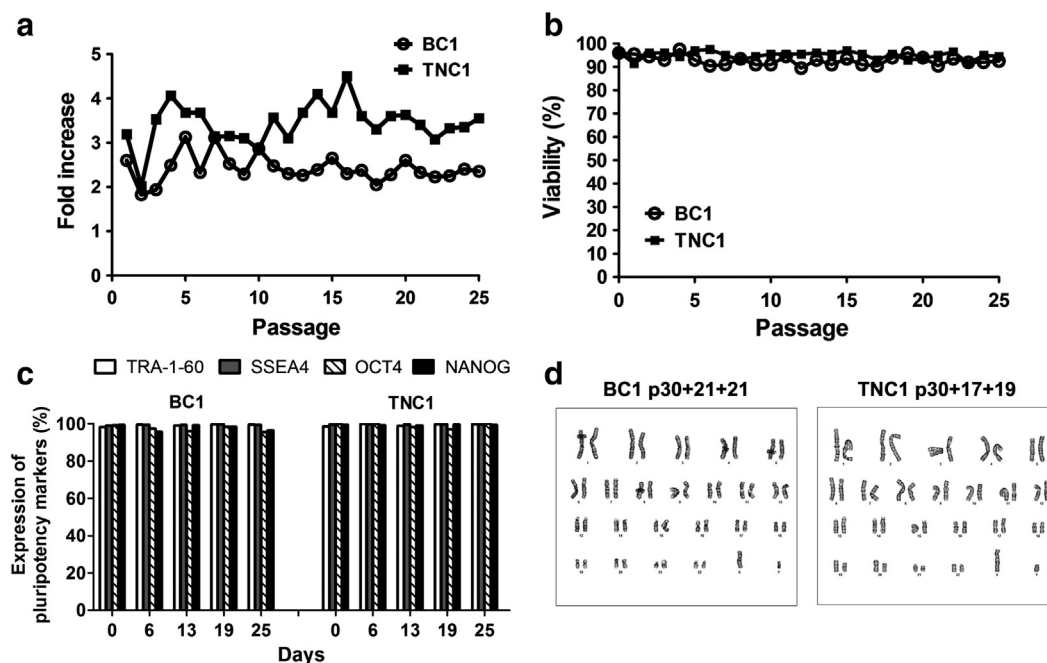 a
BC1
TNC1
Fold increase
5
4
3
2
1
0
0 5 10 15 20 25
Passage
b
Viability (%)
100
90
80
70
60
50
40
30
20
10
0
BC1
TNC1
0 5 10 15 20 25
Passage
c
TRA-1-60 SSEA4 OCT4 NANOG
BC1 TNC1
Expression of
pluripotency markers (%)
100
80
60
40
20
0
0 6 13 19 25 0 6 13 19 25
Days
d
BC1 p30+21+21 TNC1 p30+17+19